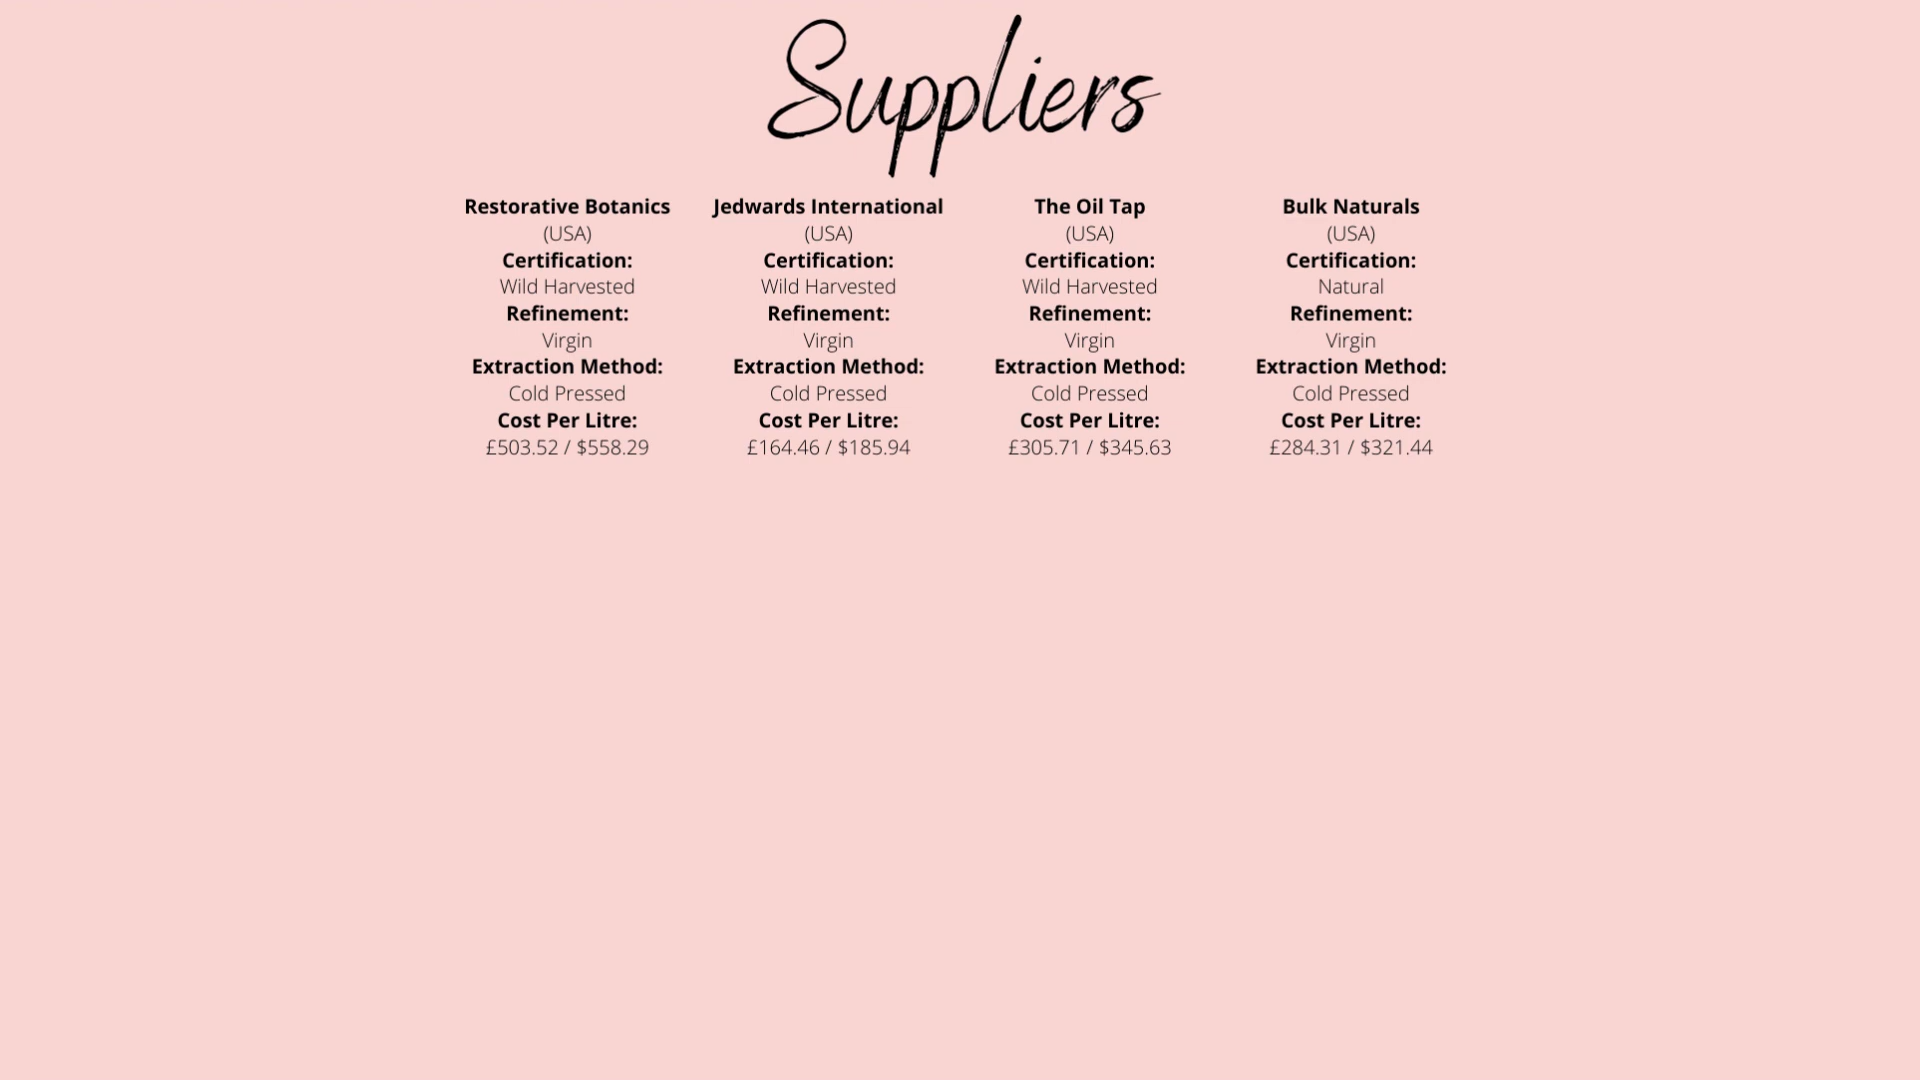 Suppliers
Restorative Botanics
(USA)
Certification:
Wild Harvested
Refinement:
Virgin
Extraction Method:
Cold Pressed
Cost Per Litre:
£503.52 / $558.29
Jedwards International
(USA)
Certification:
Wild Harvested
Refinement:
Virgin
Extraction Method:
Cold Pressed
Cost Per Litre:
£164.46 / $185.94
The Oil Tap
(USA)
Certification:
Wild Harvested
Refinement:
Virgin
Extraction Method:
Cold Pressed
Cost Per Litre:
£305.71 / $345.63
Bulk Naturals
(USA)
Certification:
Natural
Refinement:
Virgin
Extraction Method:
Cold Pressed
Cost Per Litre:
£284.31 / $321.44